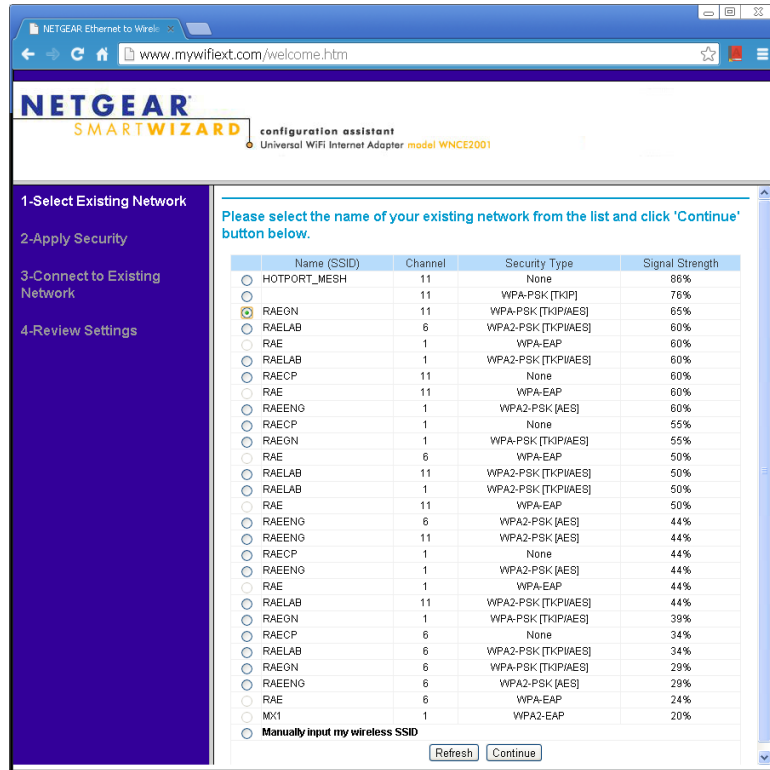 NETGEAR Ethernet to Wirele
www.mywifiext.com/welcome.htm
NETGEAR
SMARTWIZARD
configuration assistant
Universal WiFi Internet Adapter model WNCE2001
1-Select Existing Network
2-Apply Security
3-Connect to Existing
Network
4-Review Settings
Please select the name of your existing network from the list and click 'Continue'
button below.
Name (SSID) Channel Security Type Signal Strength
HOTPORT_MESH 11 None 86%
11 WPA-PSK [TKIP] 76%
RAEGN 11 WPA-PSK [TKIP/AES] 65%
RAELAB 6 WPA2-PSK [TKPI/AES] 60%
RAE 1 WPA-EAP 60%
RAELAB 1 WPA2-PSK [TKPI/AES] 60%
RAECP 11 None 60%
RAE 11 WPA-EAP 60%
RAEENG 1 WPA2-PSK [AES] 60%
RAECP 1 None 55%
RAEGN 1 WPA-PSK [TKIP/AES] 55%
RAE 6 WPA-EAP 50%
RAELAB 11 WPA2-PSK [TKPI/AES] 50%
RAELAB 1 WPA2-PSK [TKPI/AES] 50%
RAE 11 WPA-EAP 50%
RAEENG 6 WPA2-PSK [AES] 44%
RAEENG 11 WPA2-PSK [AES] 44%
RAECP 1 None 44%
RAEENG 1 WPA2-PSK [AES] 44%
RAE 1 WPA-EAP 44%
RAELAB 11 WPA2-PSK [TKPI/AES] 44%
RAEGN 1 WPA-PSK [TKIP/AES] 39%
RAECP 6 None 34%
RAELAB 6 WPA2-PSK [TKPI/AES] 34%
RAEGN 6 WPA-PSK [TKIP/AES] 29%
RAEENG 6 WPA2-PSK [AES] 29%
RAE 6 WPA-EAP 24%
MX1 1 WPA2-EAP 20%
Manually input my wireless SSID
Refresh Continue